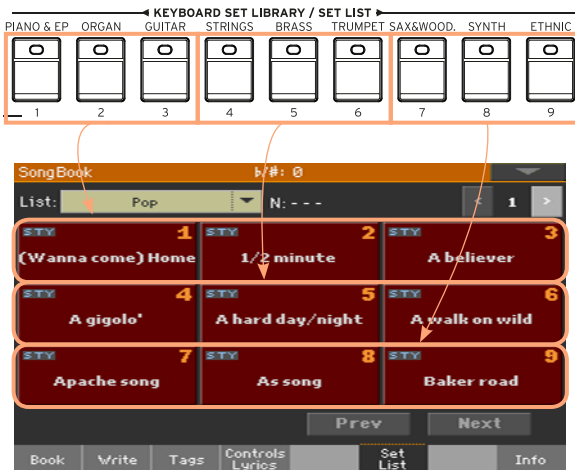 KEYBOARD SET LIBRARY / SET LIST
PIANO & EP ORGAN GUITAR STRINGS BRASS TRUMPET SAX&WOOD. SYNTH ETHNIC
1 2 3 4 5 6 7 8 9
SongBook ♭/#: 0
List: Pop N:--- < 1 >
STY 1 STY 2 STY 3
(Wanna come) Home 1/2 minute A believer
STY 4 STY 5 STY 6
A gigolo' A hard day/night A walk on wild
STY 7 STY 8 STY 9
Apache song As song Baker road
Prev Next
Book Write Tags Controls Lyrics Set List Info